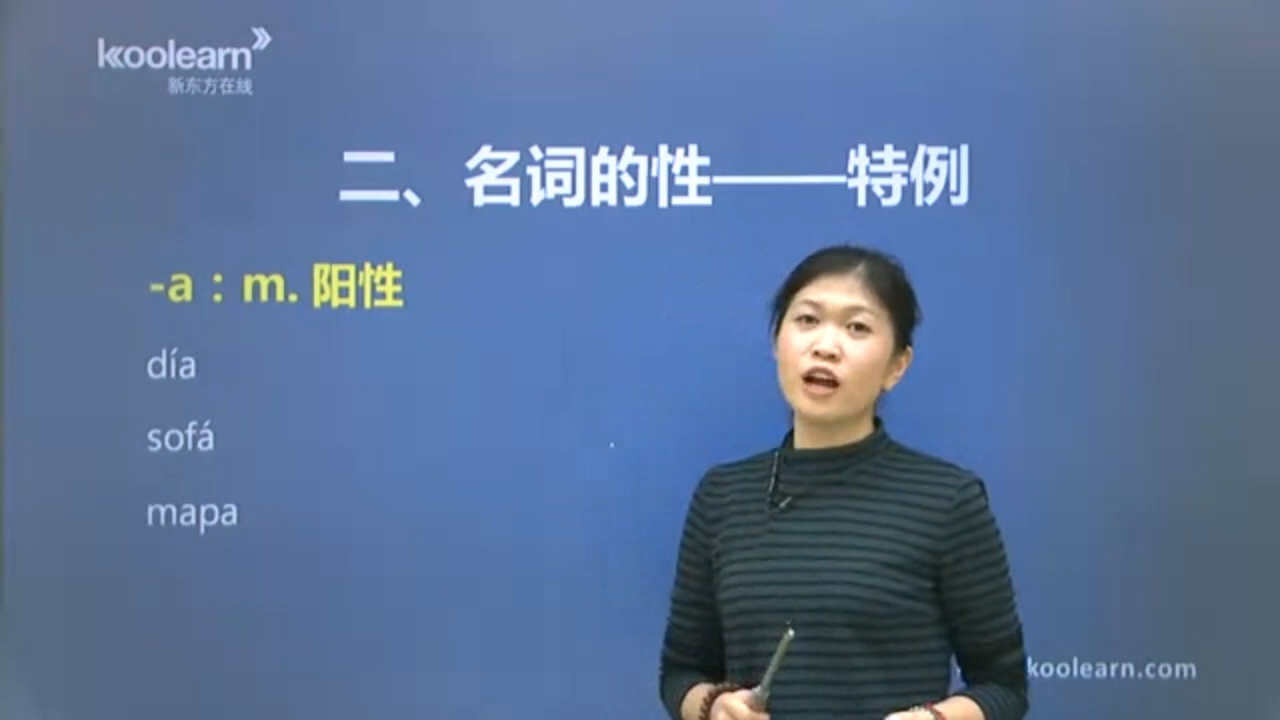 koolearn
新东方在线
二、名词的性——特例
-a：m. 阳性
día
sofá
mapa
koolearn.com